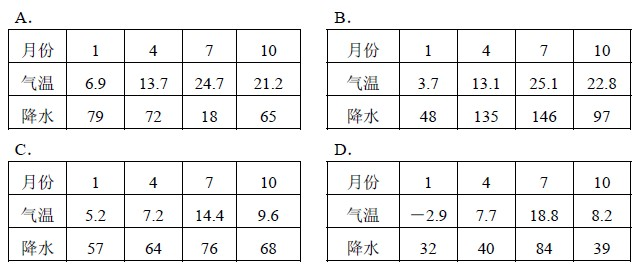 A.
月份 1 4 7 10
气温 6.9 13.7 24.7 21.2
降水 79 72 18 65
B.
月份 1 4 7 10
气温 3.7 13.1 25.1 22.8
降水 48 135 146 97
C.
月份 1 4 7 10
气温 5.2 7.2 14.4 9.6
降水 57 64 76 68
D.
月份 1 4 7 10
气温 －2.9 7.7 18.8 8.2
降水 32 40 84 39